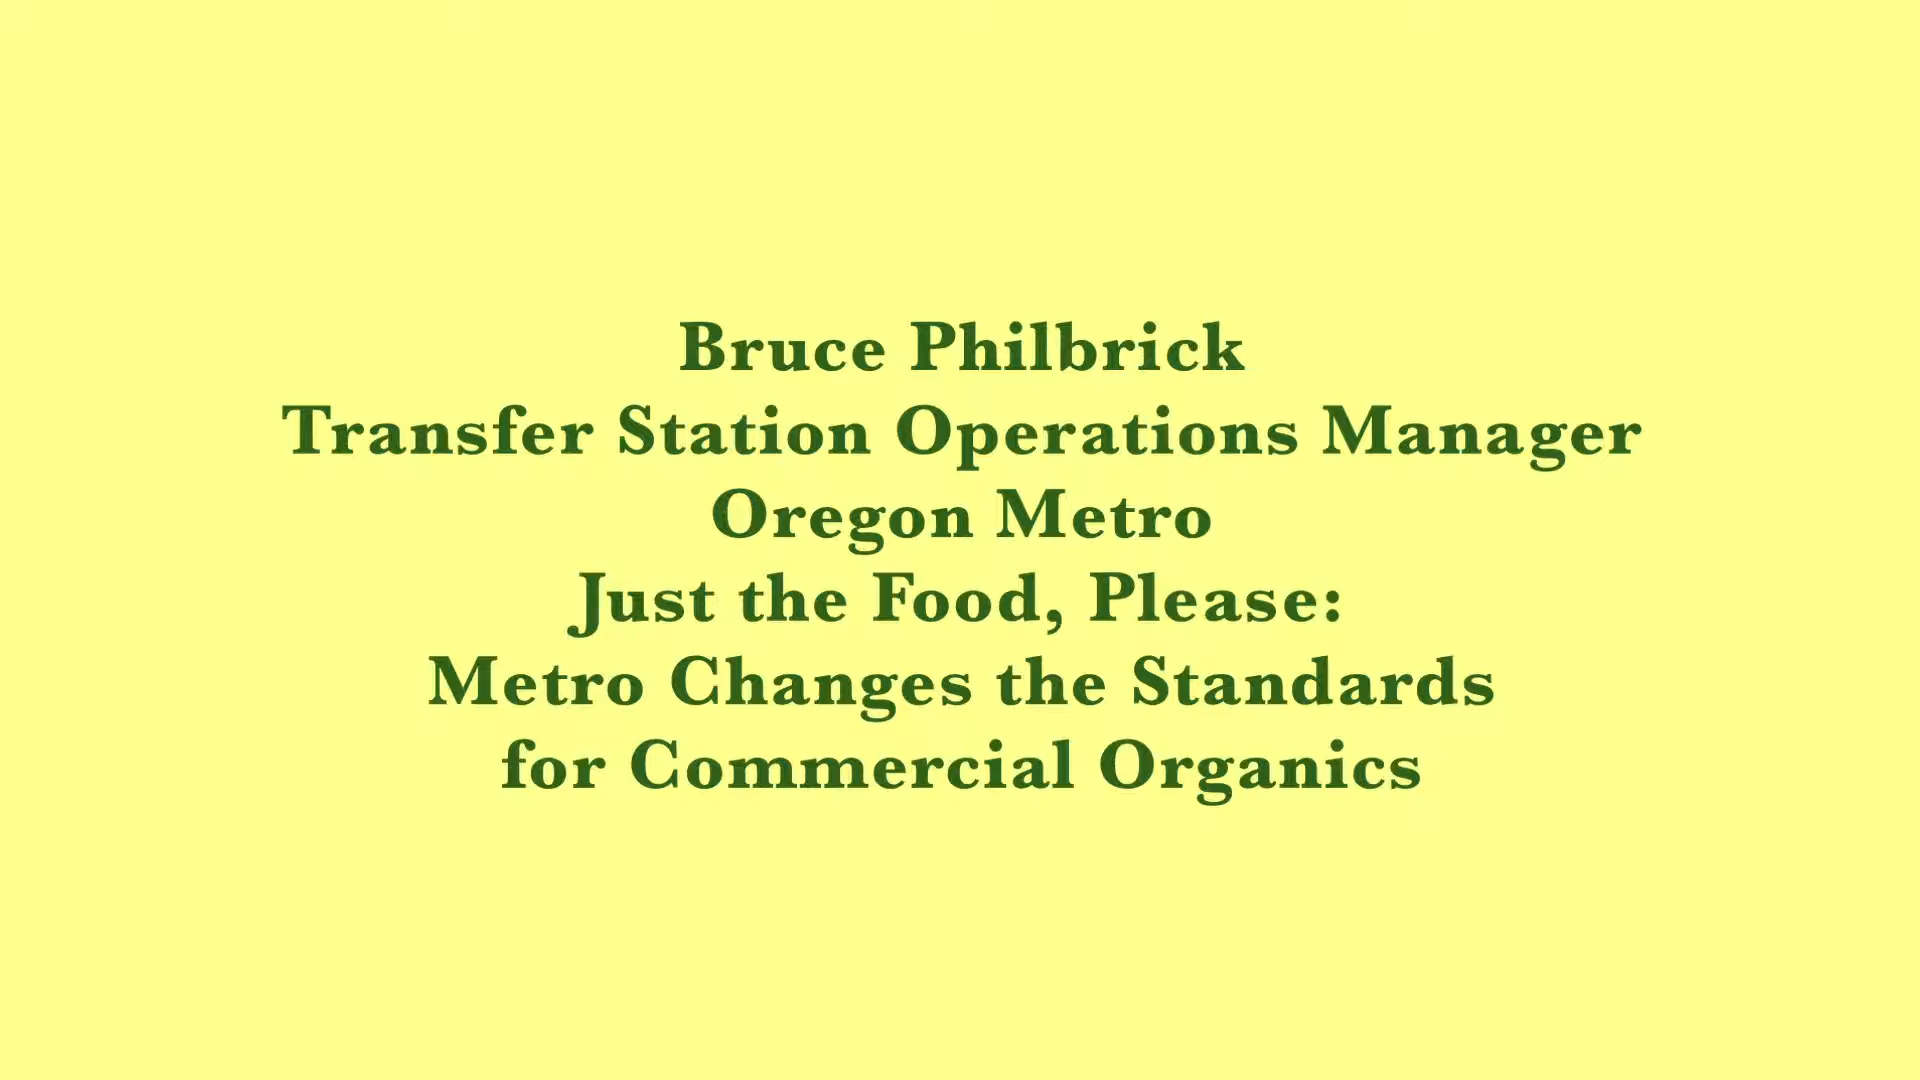 Bruce Philbrick
Transfer Station Operations Manager
Oregon Metro
Just the Food, Please:
Metro Changes the Standards
for Commercial Organics